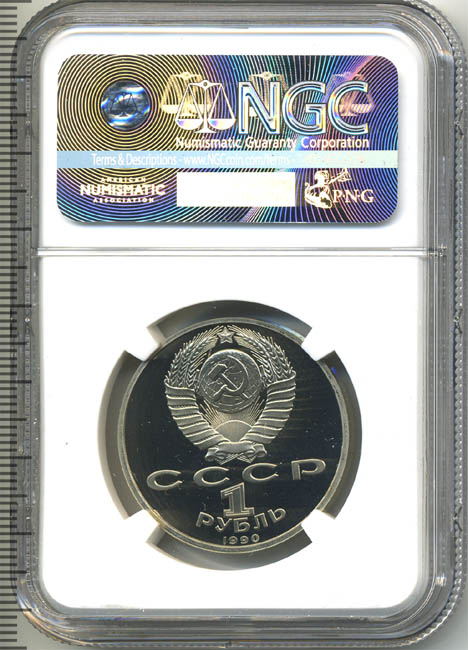 NGC
Numismatic Guaranty Corporation
Terms & Descriptions - www.NGCcoin.com/terms
AMERICAN
NUMISMATIC
ASSOCIATION
PNG
СССР
1
РУБЛЬ
1990